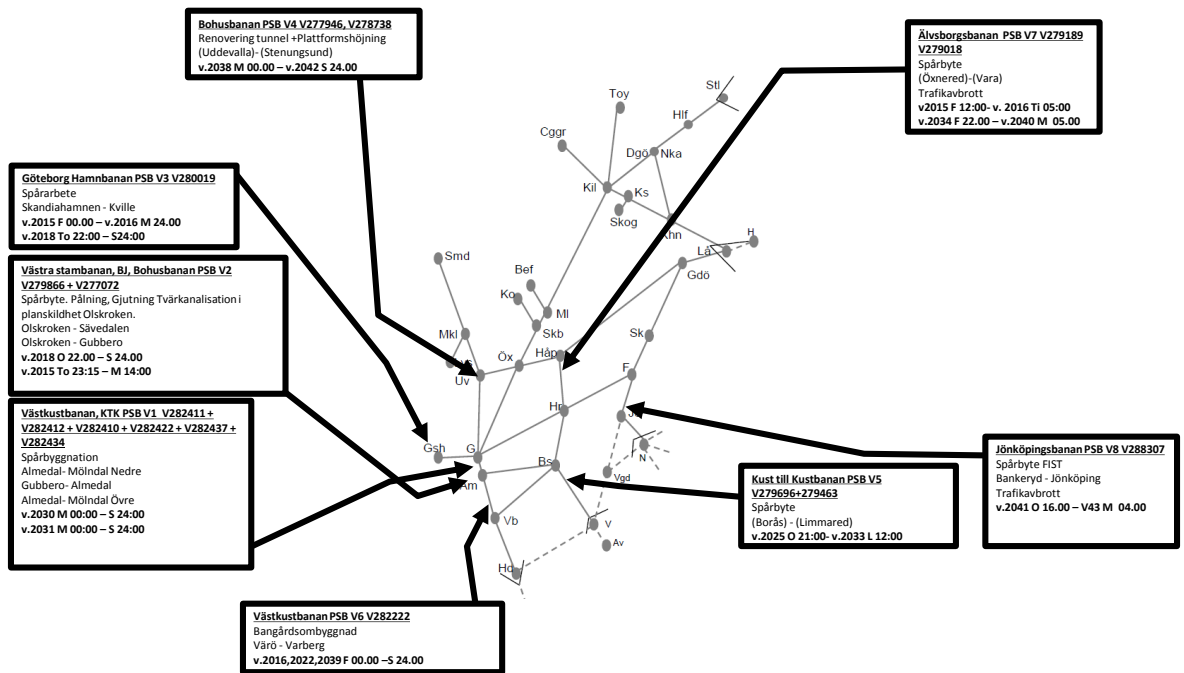 Bohusbanan PSB V4 V277946, V278738
Renovering tunnel +Plattformshöjning
(Uddevalla)- (Stenungsund)
v.2038 M 00.00 – v.2042 S 24.00
Älvsborgsbanan PSB V7 V279189
V279018
Spårbyte
(Öxnered)-(Vara)
Trafikavbrott
v2015 F 12:00- v. 2016 Ti 05:00
v.2034 F 22.00 – v.2040 M 05.00
Göteborg Hamnbanan PSB V3 V280019
Spårarbete
Skandiahamnen - Kville
v.2015 F 00.00 – v.2016 M 24.00
v.2018 To 22:00 – S24:00
Västra stambanan, BJ, Bohusbanan PSB V2
V279866 + V277072
Spårbyte. Pålning, Gjutning Tvärkanalisation i
planskildhet Olskroken.
Olskroken - Sävedalen
Olskroken - Gubbero
v.2018 O 22.00 – S 24.00
v.2015 To 23:15 – M 14:00
Västkustbanan, KTK PSB V1 V282411 +
V282412 + V282410 + V282422 + V282437 +
V282434
Spårbyggnation
Almedal- Mölndal Nedre
Gubbero- Almedal
Almedal- Mölndal Övre
v.2030 M 00:00 – S 24:00
v.2031 M 00:00 – S 24:00
Västkustbanan PSB V6 V282222
Bangårdsombyggnad
Värö - Varberg
v.2016,2022,2039 F 00.00 –S 24.00
Kust till Kustbanan PSB V5
V279696+279463
Spårbyte
(Borås) - (Limmared)
v.2025 O 21:00- v.2033 L 12:00
Jönköpingsbanan PSB V8 V288307
Spårbyte FIST
Bankeryd - Jönköping
Trafikavbrott
v.2041 O 16.00 – V43 M 04.00
Stl
Toy
Hlf
Cggr
Dgö
Nka
Kil
Ks
Skog
Khn
H
Lå
Gdö
Smd
Bef
Ko
Ml
Skb
Mkl
Sk
Öx
Håp
Uv
F
Hr
Gsh
G
N
Bs
Vgd
Am
Vb
V
Av